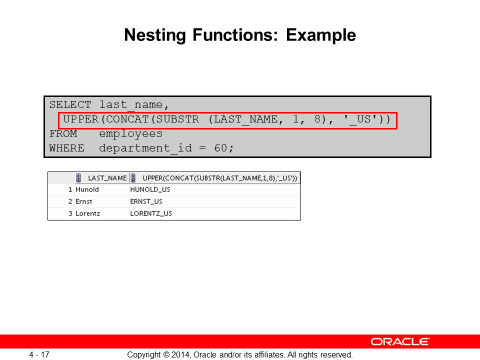 Nesting Functions: Example
SELECT last_name,
UPPER(CONCAT(SUBSTR (LAST_NAME, 1, 8), '_US'))
FROM employees
WHERE department_id = 60;
LAST_NAME UPPER(CONCAT(SUBSTR(LAST_NAME,1,8),'_US'))
1 Hunold HUNOLD_US
2 Ernst ERNST_US
3 Lorentz LORENTZ_US
ORACLE
4 - 17 Copyright © 2014, Oracle and/or its affiliates. All rights reserved.